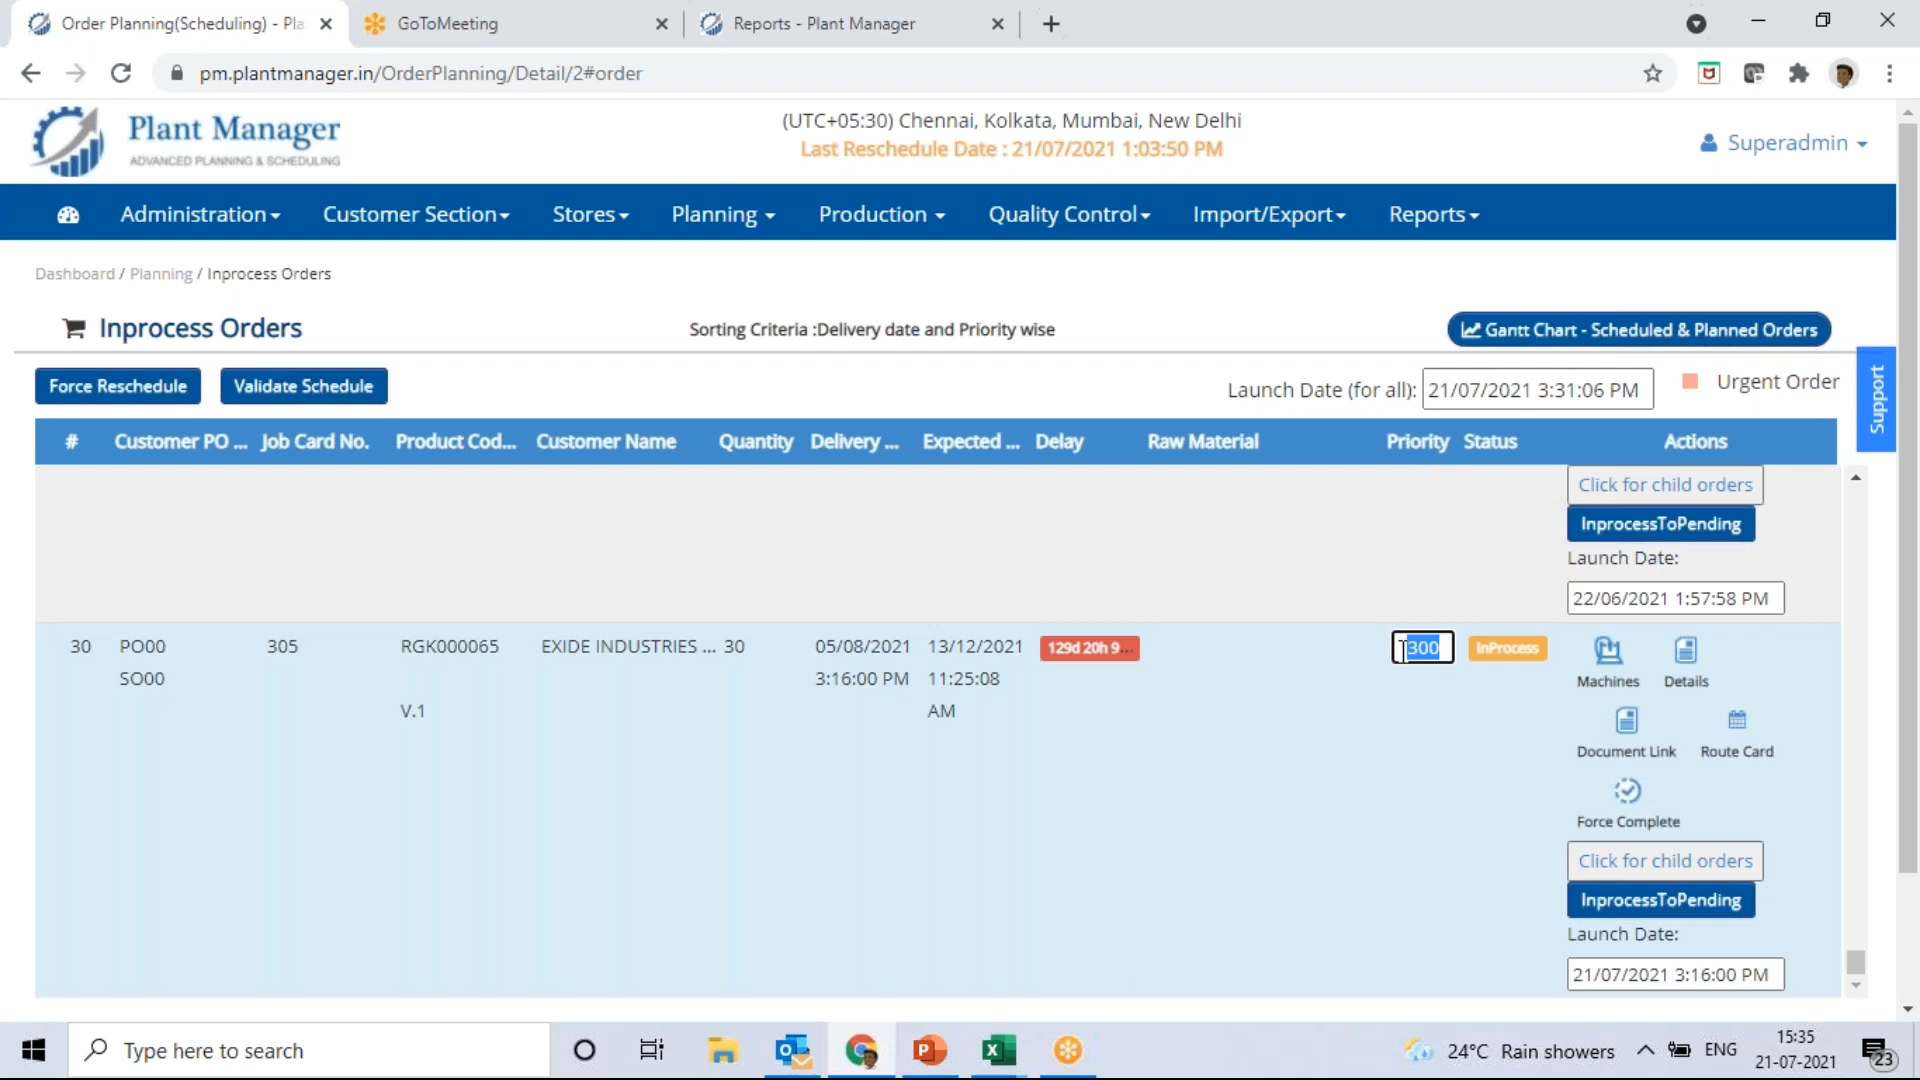 Order Planning(Scheduling) - Pla
GoToMeeting
Reports - Plant Manager
pm.plantmanager.in/OrderPlanning/Detail/2#order
Plant Manager
ADVANCED PLANNING & SCHEDULING
(UTC+05:30) Chennai, Kolkata, Mumbai, New Delhi
Last Reschedule Date : 21/07/2021 1:03:50 PM
Superadmin
Administration
Customer Section
Stores
Planning
Production
Quality Control
Import/Export
Reports
Dashboard / Planning / Inprocess Orders
Inprocess Orders
Sorting Criteria :Delivery date and Priority wise
Gantt Chart - Scheduled & Planned Orders
Force Reschedule
Validate Schedule
Launch Date (for all): 21/07/2021 3:31:06 PM
Urgent Order
Support
# Customer PO ... Job Card No. Product Cod... Customer Name Quantity Delivery ... Expected ... Delay Raw Material Priority Status Actions
Click for child orders
InprocessToPending
Launch Date:
22/06/2021 1:57:58 PM
30 PO00 305 RGK000065 EXIDE INDUSTRIES ... 30 05/08/2021 13/12/2021 129d 20h 9... 300 InProcess
SO00 3:16:00 PM 11:25:08
V.1 AM
Machines Details
Document Link Route Card
Force Complete
Click for child orders
InprocessToPending
Launch Date:
21/07/2021 3:16:00 PM
Type here to search
24°C Rain showers
ENG
15:35
21-07-2021
23